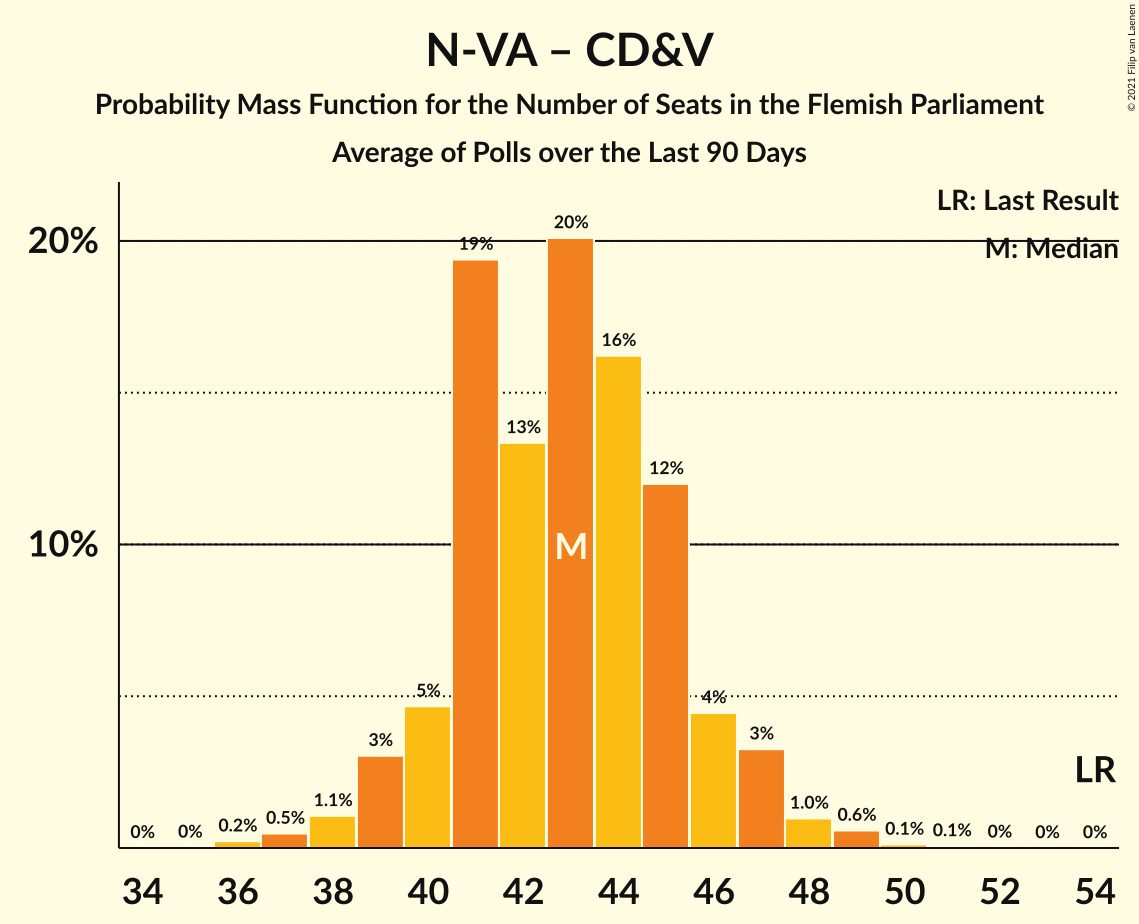 N-VA – CD&V
Probability Mass Function for the Number of Seats in the Flemish Parliament
Average of Polls over the Last 90 Days
© 2021 Filip van Laenen
LR: Last Result
M: Median
20%
10%
0%
0%
0.2%
0.5%
1.1%
3%
5%
19%
13%
20%
16%
12%
4%
3%
1.0%
0.6%
0.1%
0.1%
0%
0%
0%
M
LR
34 36 38 40 42 44 46 48 50 52 54